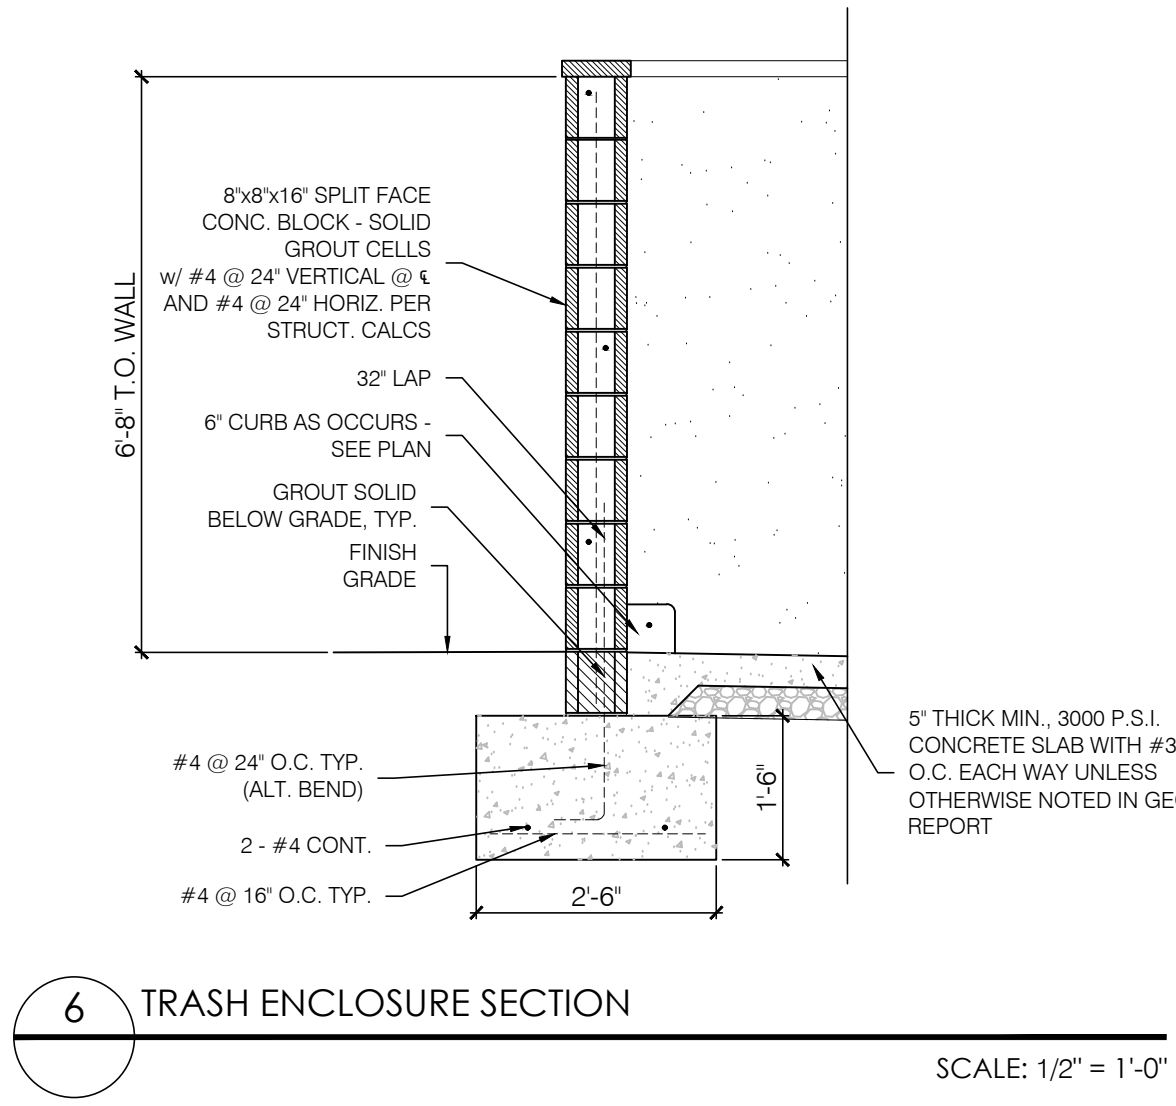 6'-8" T.O. WALL
8"x8"x16" SPLIT FACE
CONC. BLOCK - SOLID
GROUT CELLS
w/ #4 @ 24" VERTICAL @ ℄
AND #4 @ 24" HORIZ. PER
STRUCT. CALCS
32" LAP
6" CURB AS OCCURS -
SEE PLAN
GROUT SOLID
BELOW GRADE, TYP.
FINISH
GRADE
#4 @ 24" O.C. TYP.
(ALT. BEND)
2 - #4 CONT.
#4 @ 16" O.C. TYP.
2'-6"
1'-6"
5" THICK MIN., 3000 P.S.I.
CONCRETE SLAB WITH #3
O.C. EACH WAY UNLESS
OTHERWISE NOTED IN
REPORT
6 TRASH ENCLOSURE SECTION
SCALE: 1/2" = 1'-0"